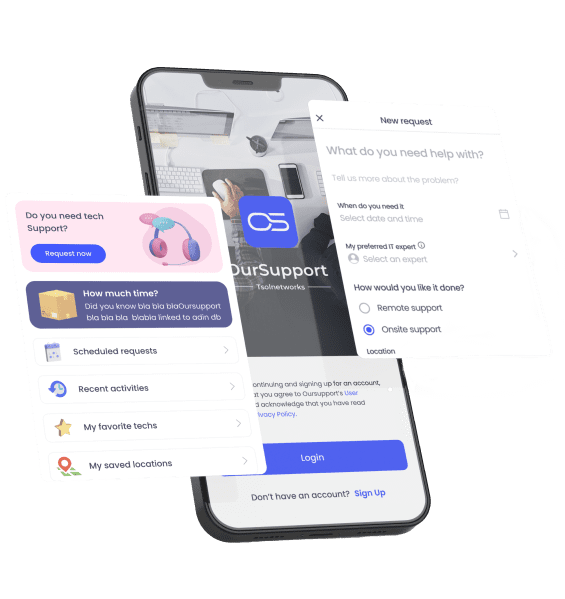 New request
What do you need help with?
Tell us more about the problem?
When do you need it
Select date and time
My preferred IT expert
Select an expert
How would you like it done?
Remote support
Onsite support
Location
Do you need tech
Support?
Request now
How much time?
Did you know bla bla blaOursupport
bla bla bla blabla linked to adin db
Scheduled requests
Recent activities
My favorite techs
My saved locations
OurSupport
Tsolnetworks
ontinuing and signing up for an account,
at you agree to Oursupport's User
d acknowledge that you have read
rivacy Policy.
Login
Don't have an account? Sign Up